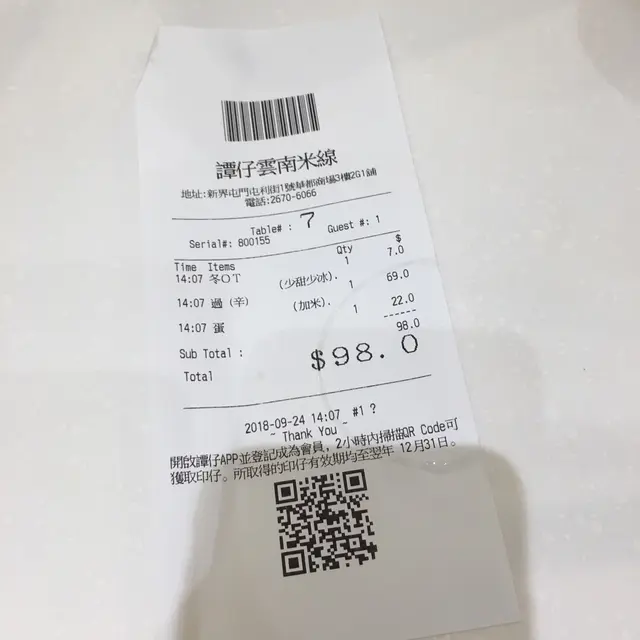 譚仔雲南米線
地址:新界屯門屯利街1號華都商場3樓2G1舖
電話:2670-6066
Table# : 7
Serial#: 800155 Guest #: 1
Time Items Qty $
14:07 冬OT (少甜少冰). 1 7.0
14:07 過 (辛) (加米). 1 69.0
14:07 蛋 1 22.0
------
Sub Total : 98.0
Total $98.0
2018-09-24 14:07 #1 ?
- Thank You -
開啟譚仔APP並登記成為會員, 2小時內掃描QR Code可
獲取印仔。所取得的印仔有效期均至翌年 12月31日。